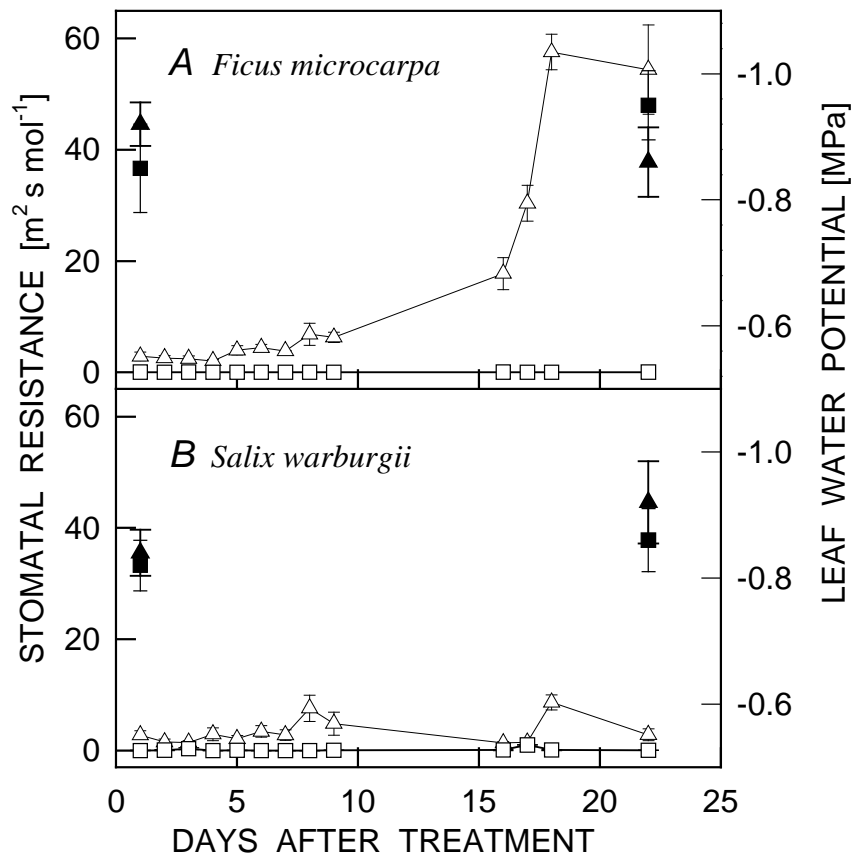 60
40
20
0
A Ficus microcarpa
-1.0
-0.8
-0.6
60
40
20
0
B Salix warburgii
-1.0
-0.8
-0.6
0 5 10 15 20 25
DAYS AFTER TREATMENT
STOMATAL RESISTANCE [m² s mol⁻¹]
LEAF WATER POTENTIAL [MPa]